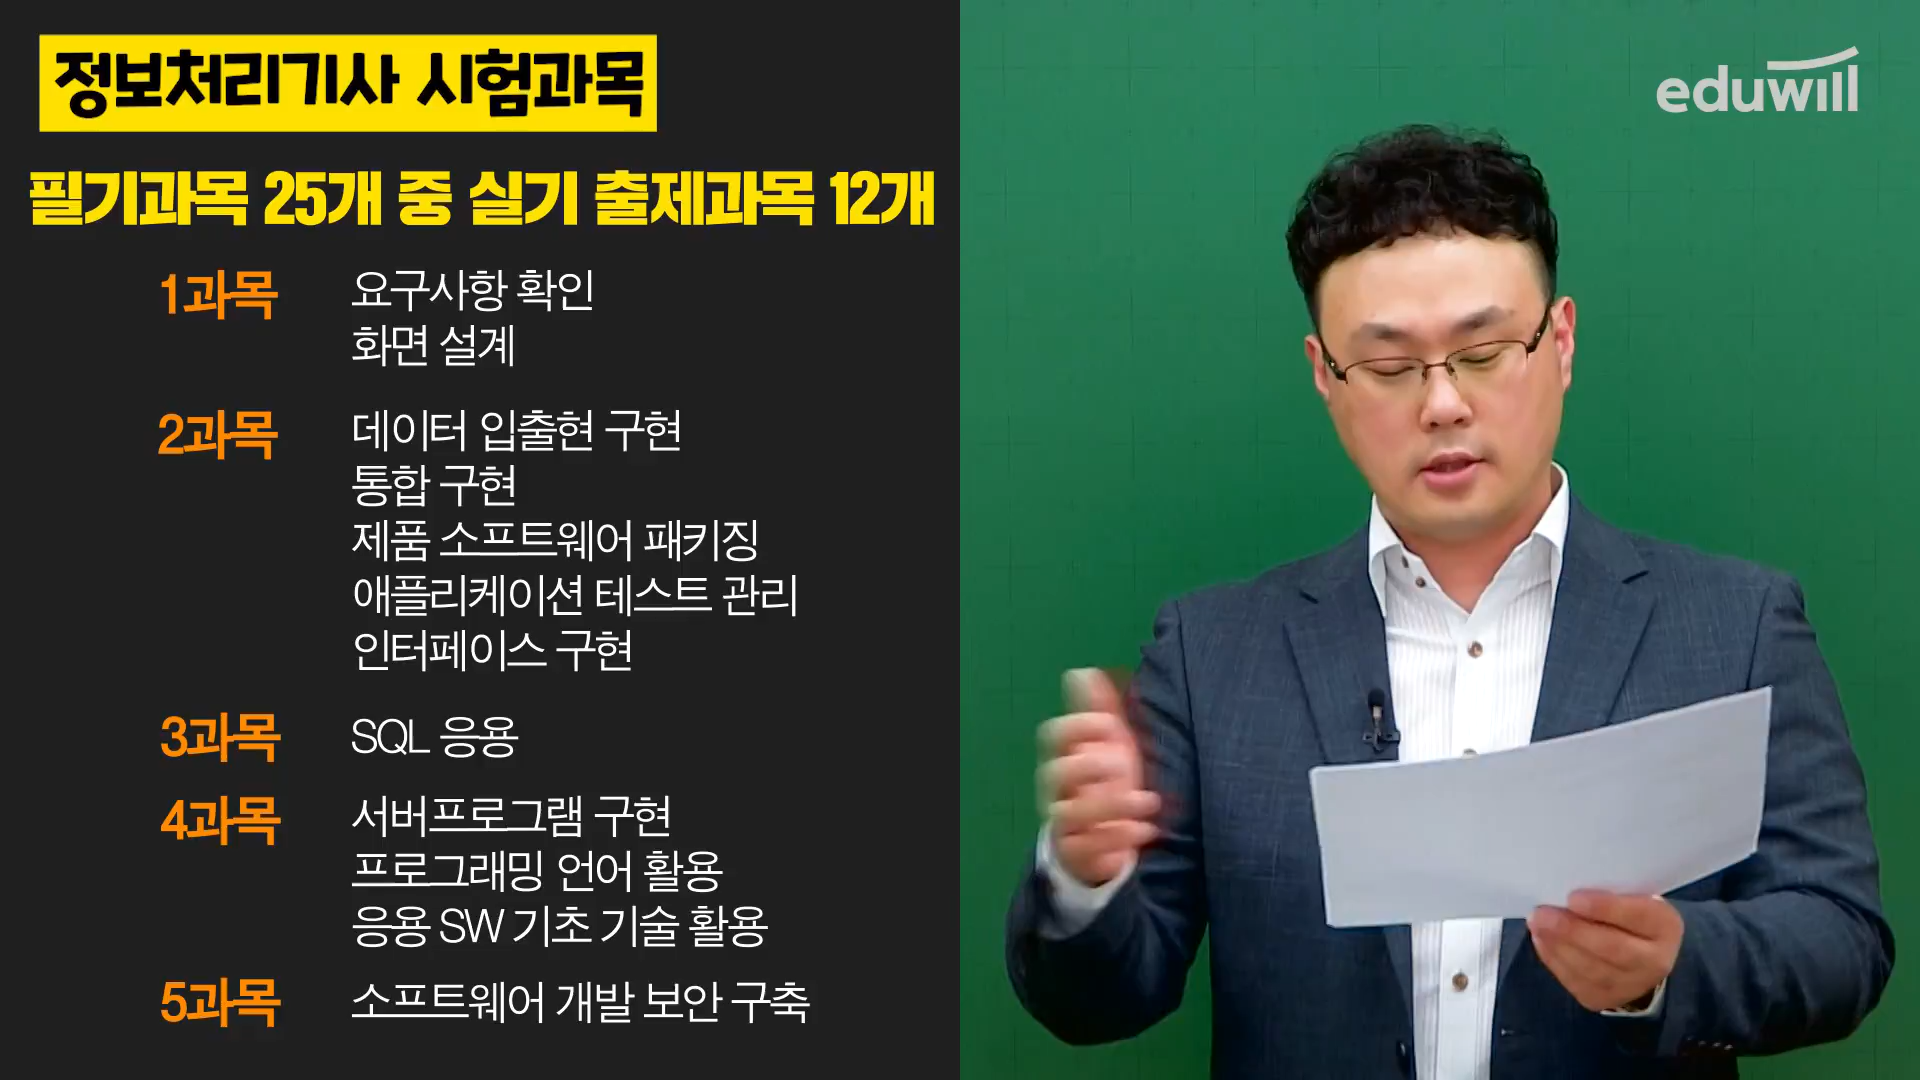 정보처리기사 시험과목
필기과목 25개 중 실기 출제과목 12개
1과목
요구사항 확인
화면 설계
2과목
데이터 입출현 구현
통합 구현
제품 소프트웨어 패키징
애플리케이션 테스트 관리
인터페이스 구현
3과목
SQL 응용
4과목
서버프로그램 구현
프로그래밍 언어 활용
응용 SW 기초 기술 활용
5과목
소프트웨어 개발 보안 구축
eduwill